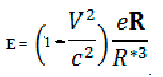 E = (1 - V²/c²) eR/R*³